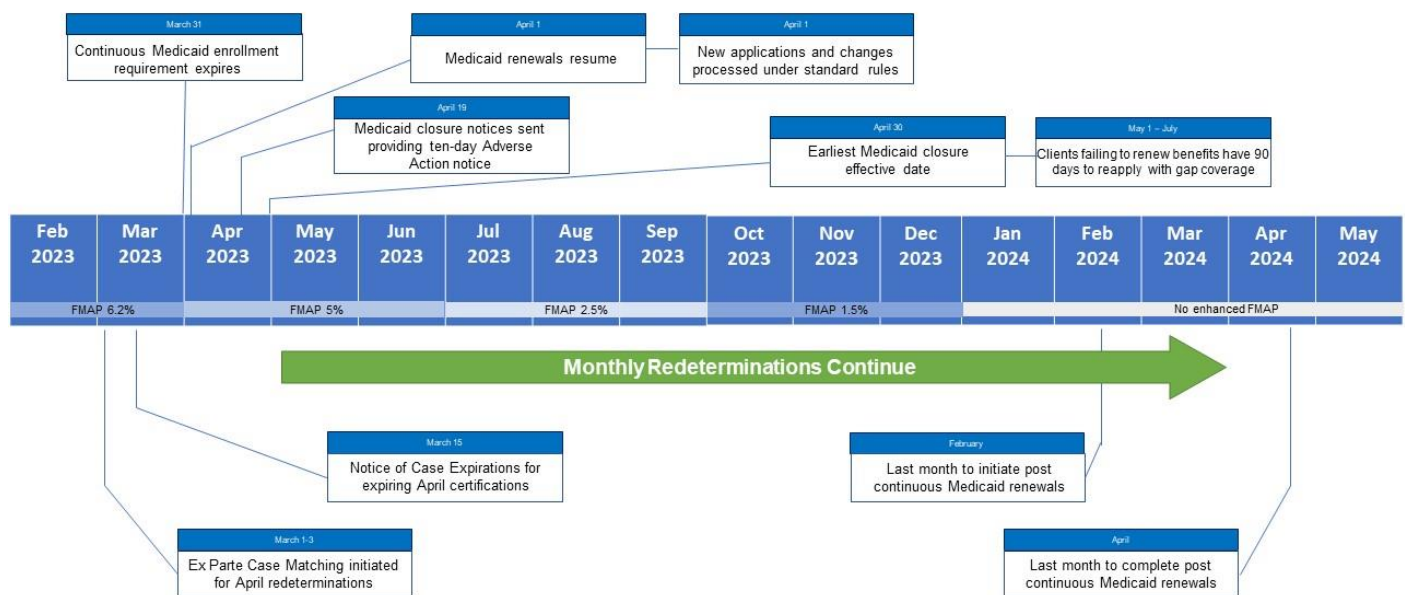 March 31
Continuous Medicaid enrollment
requirement expires
April 1
Medicaid renewals resume
April 1
New applications and changes
processed under standard rules
April 19
Medicaid closure notices sent
providing ten-day Adverse
Action notice
April 30
Earliest Medicaid closure
effective date
May 1 – July
Clients failing to renew benefits have 90
days to reapply with gap coverage
Feb
2023
Mar
2023
Apr
2023
May
2023
Jun
2023
Jul
2023
Aug
2023
Sep
2023
Oct
2023
Nov
2023
Dec
2023
Jan
2024
Feb
2024
Mar
2024
Apr
2024
May
2024
FMAP 6.2%
FMAP 5%
FMAP 2.5%
FMAP 1.5%
No enhanced FMAP
Monthly Redeterminations Continue
March 15
Notice of Case Expirations for
expiring April certifications
February
Last month to initiate post
continuous Medicaid renewals
March 1-3
Ex Parte Case Matching initiated
for April redeterminations
April
Last month to complete post
continuous Medicaid renewals